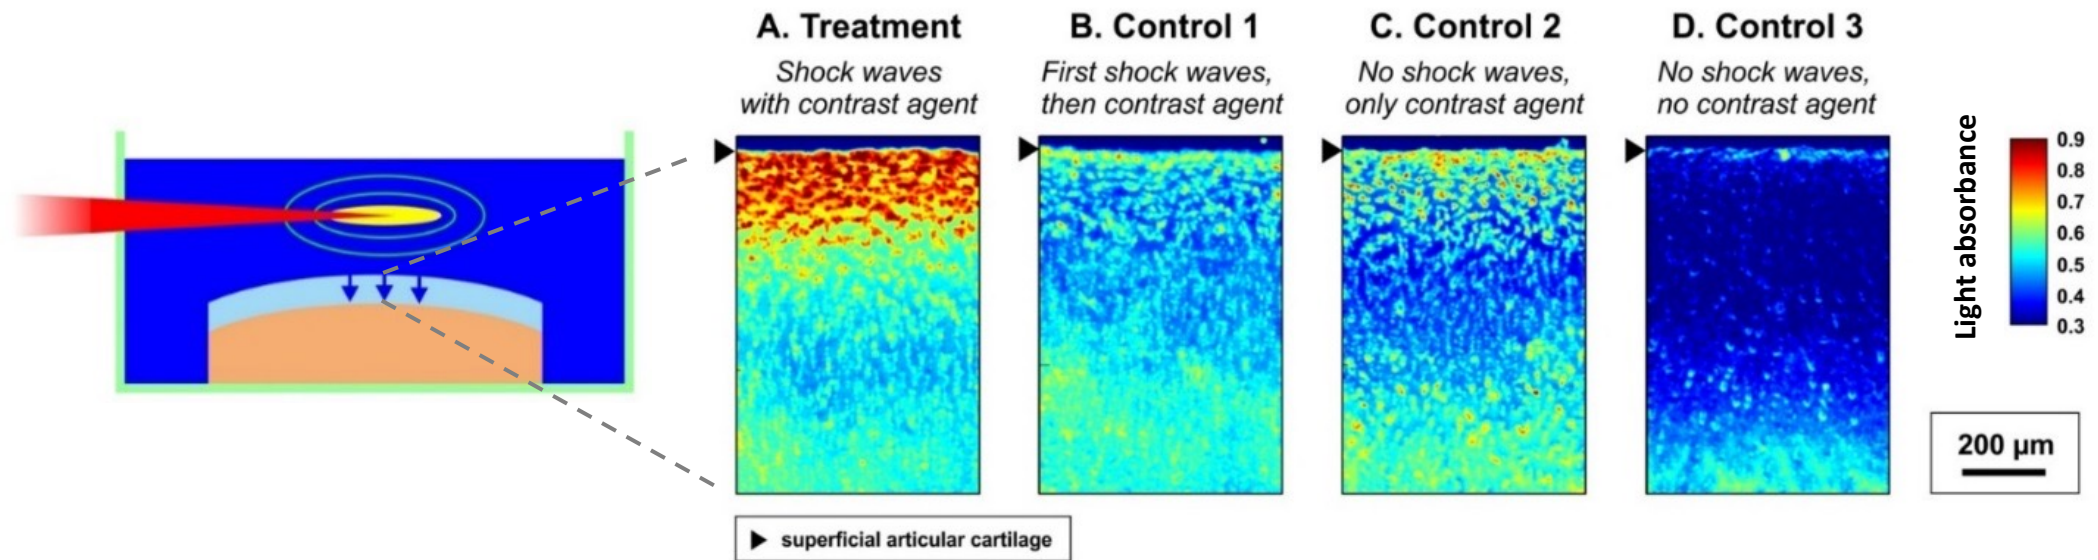 A. Treatment
Shock waves
with contrast agent
B. Control 1
First shock waves,
then contrast agent
C. Control 2
No shock waves,
only contrast agent
D. Control 3
No shock waves,
no contrast agent
Light absorbance
0.9
0.8
0.7
0.6
0.5
0.4
0.3
200 µm
superficial articular cartilage